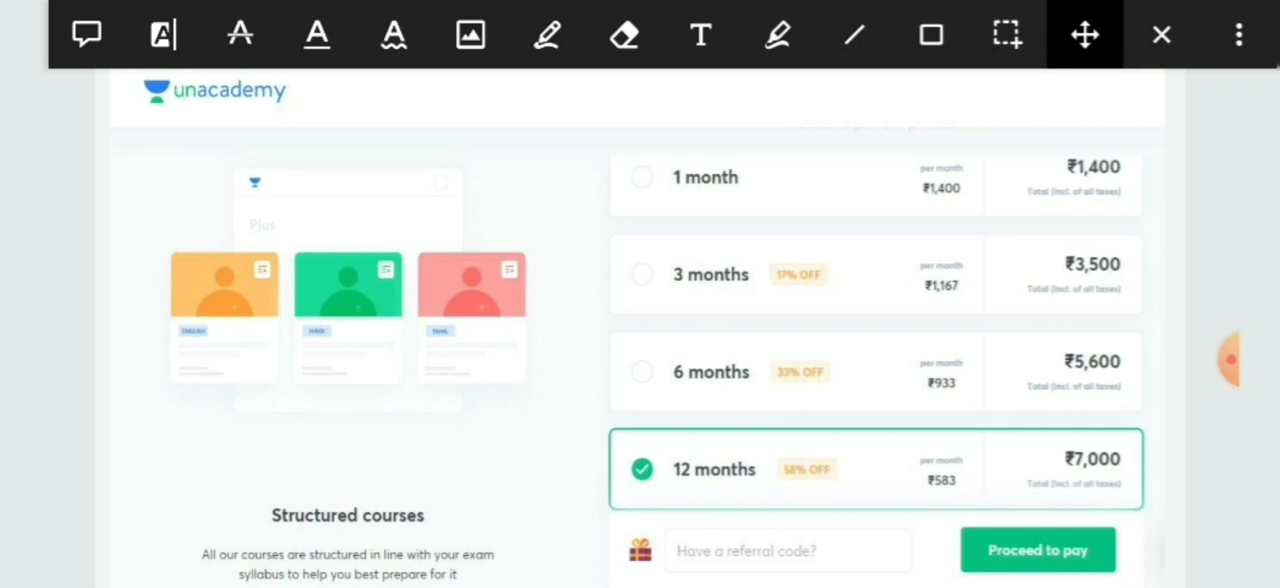 unacademy
Plus
ENGLISH
HINDI
TAMIL
Structured courses
All our courses are structured in line with your exam
syllabus to help you best prepare for it
1 month
per month
₹1,400
₹1,400
Total (Incl. of all taxes)
3 months
17% OFF
per month
₹1,167
₹3,500
Total (Incl. of all taxes)
6 months
33% OFF
per month
₹933
₹5,600
Total (Incl. of all taxes)
12 months
58% OFF
per month
₹583
₹7,000
Total (Incl. of all taxes)
Have a referral code?
Proceed to pay